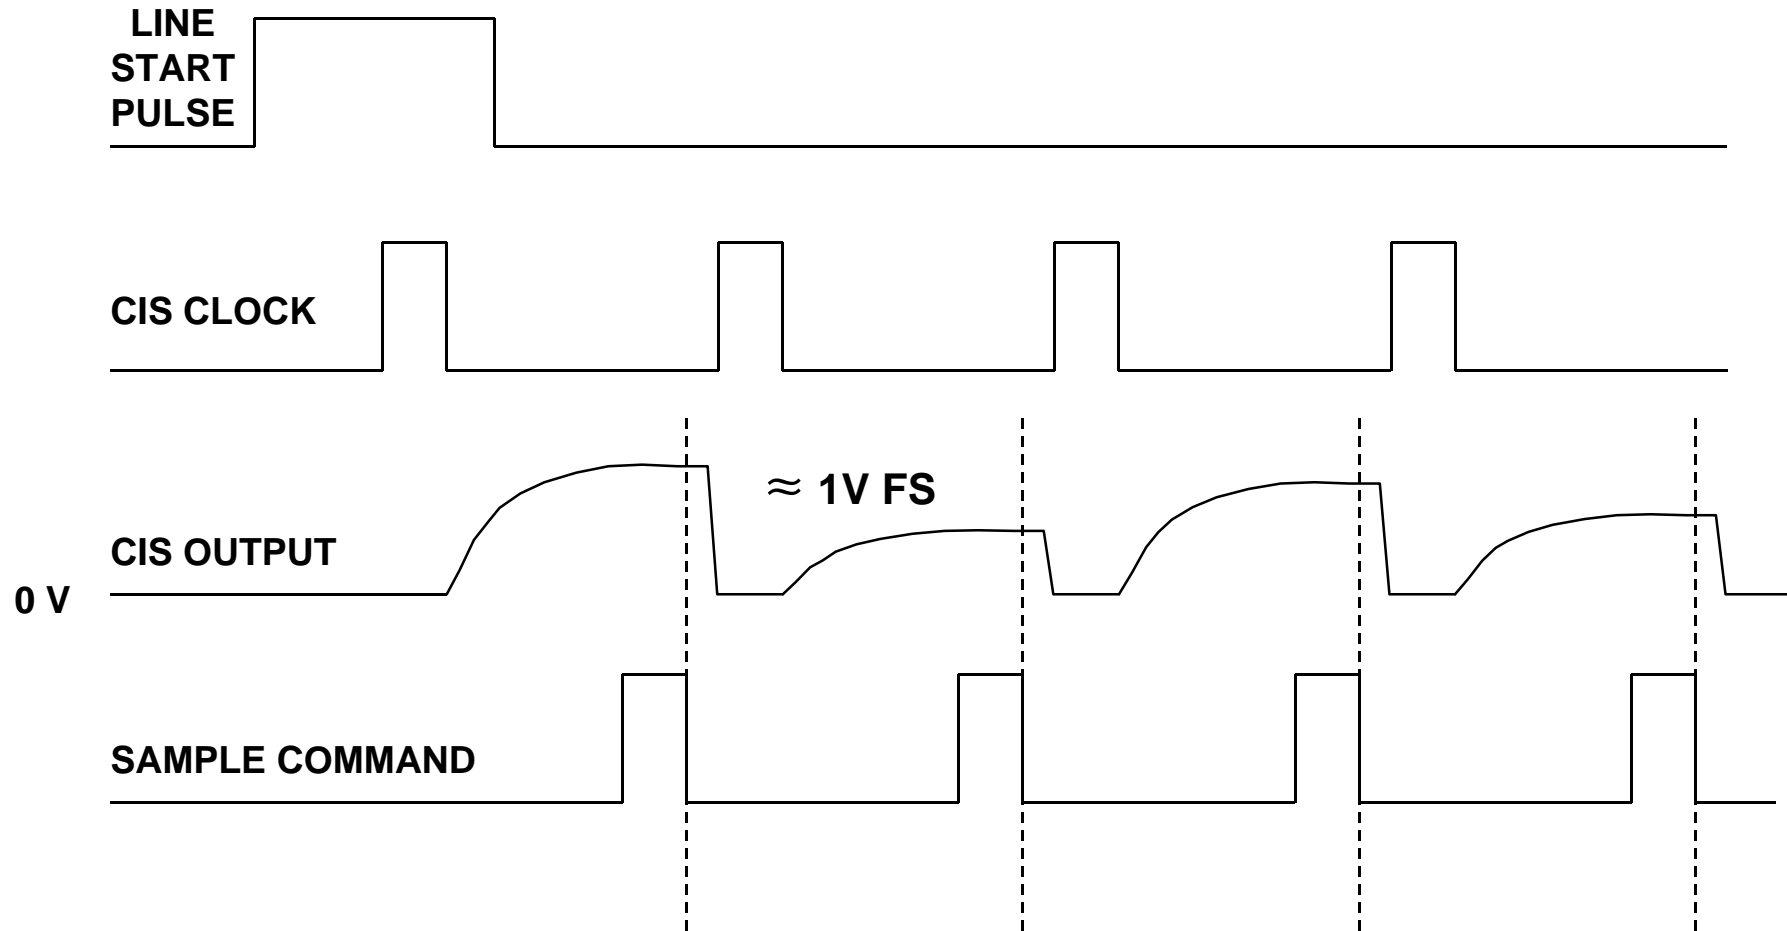 LINE
START
PULSE
CIS CLOCK
≈ 1V FS
CIS OUTPUT
0 V
SAMPLE COMMAND